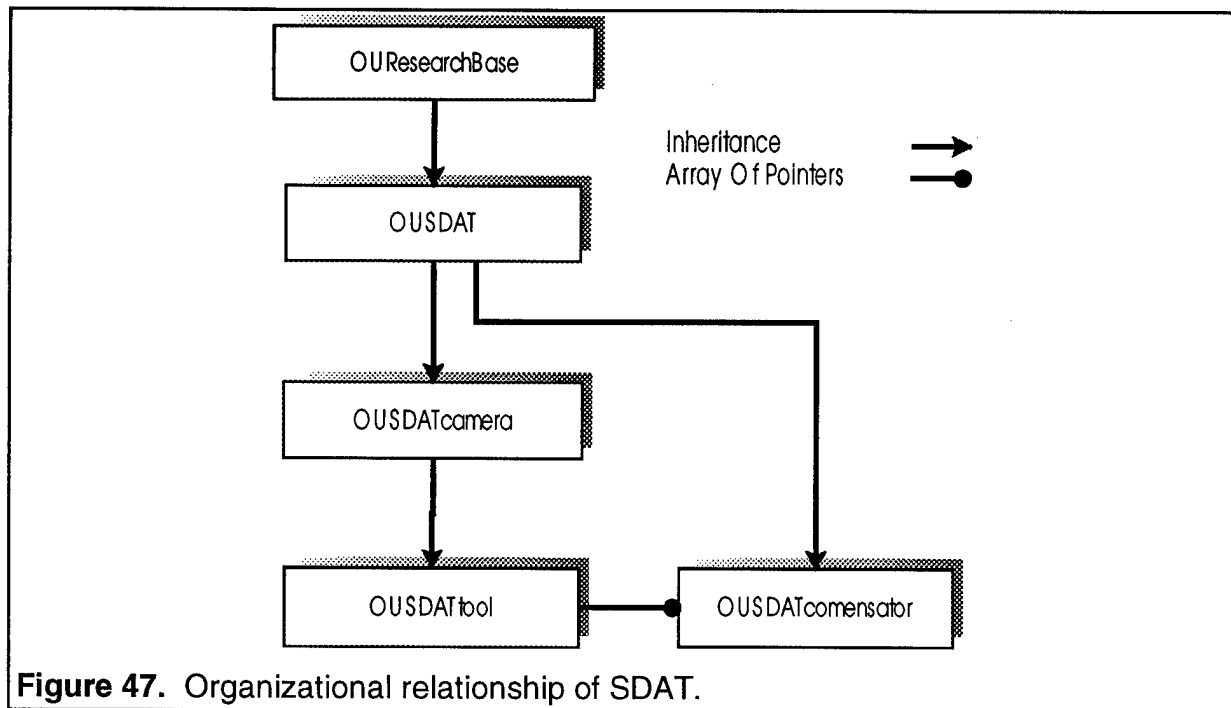 OUResearchBase
Inheritance
Array Of Pointers
OUSDAT
OUSDATcamera
OUSDATtool
OUSDATcomensator
Figure 47. Organizational relationship of SDAT.